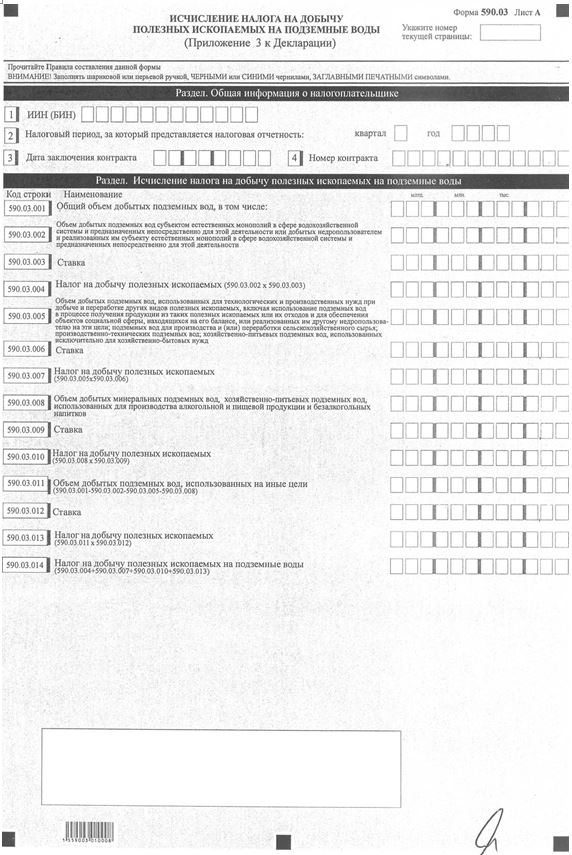 Форма 590.03 Лист А
ИСЧИСЛЕНИЕ НАЛОГА НА ДОБЫЧУ
ПОЛЕЗНЫХ ИСКОПАЕМЫХ НА ПОДЗЕМНЫЕ ВОДЫ
(Приложение 3 к Декларации)
Укажите номер
текущей страницы:
Прочитайте Правила составления данной формы
ВНИМАНИЕ! Заполнять шариковой или перьевой ручкой, ЧЕРНЫМИ или СИНИМИ чернилами, ЗАГЛАВНЫМИ ПЕЧАТНЫМИ символами.
Раздел. Общая информация о налогоплательщике
1 ИИН (БИН)
2 Налоговый период, за который представляется налоговая отчетность: квартал год
3 Дата заключения контракта 4 Номер контракта
Раздел. Исчисление налога на добычу полезных ископаемых на подземные воды
Код строки Наименование млрд. млн. тыс
590.03.001 Общий объем добытых подземных вод, в том числе:
590.03.002 Объем добытых подземных вод субъектом естественных монополий в сфере водохозяйственной
системы и предназначенных непосредственно для этой деятельности или добытых недропользователем
и реализованных им субъекту естественных монополий в сфере водохозяйственной системы и
предназначенных непосредственно для этой деятельности
590.03.003 Ставка
590.03.004 Налог на добычу полезных ископаемых (590.03.002 x 590.03.003)
590.03.005 Объем добытых подземных вод, использованных для технологических и производственных нужд при
добыче и переработке других видов полезных ископаемых, включая использование подземных вод
в процессе получения продукции из таких полезных ископаемых или их отходов и для обеспечения
объектов социальной сферы, находящихся на его балансе, или реализованных им другому недропользова-
телю на эти цели; подземных вод для производства и (или) переработки сельскохозяйственного сырья;
производственно-технических подземных вод; хозяйственно-питьевых подземных вод, использованных
исключительно для хозяйственно-бытовых нужд
590.03.006 Ставка
590.03.007 Налог на добычу полезных ископаемых
(590.03.005x590.03.006)
590.03.008 Объем добытых минеральных подземных вод, хозяйственно-питьевых подземных вод,
использованных для производства алкогольной и пищевой продукции и безалкогольных
напитков
590.03.009 Ставка
590.03.010 Налог на добычу полезных ископаемых
(590.03.008 x 590.03.009)
590.03.011 Объем добытых подземных вод, использованных на иные цели
(590.03.001-590.03.002-590.03.005-590.03.008)
590.03.012 Ставка
590.03.013 Налог на добычу полезных ископаемых
(590.03.011 x 590.03.012)
590.03.014 Налог на добычу полезных ископаемых на подземные воды
(590.03.004+590.03.007+590.03.010+590.03.013)
1559003010008